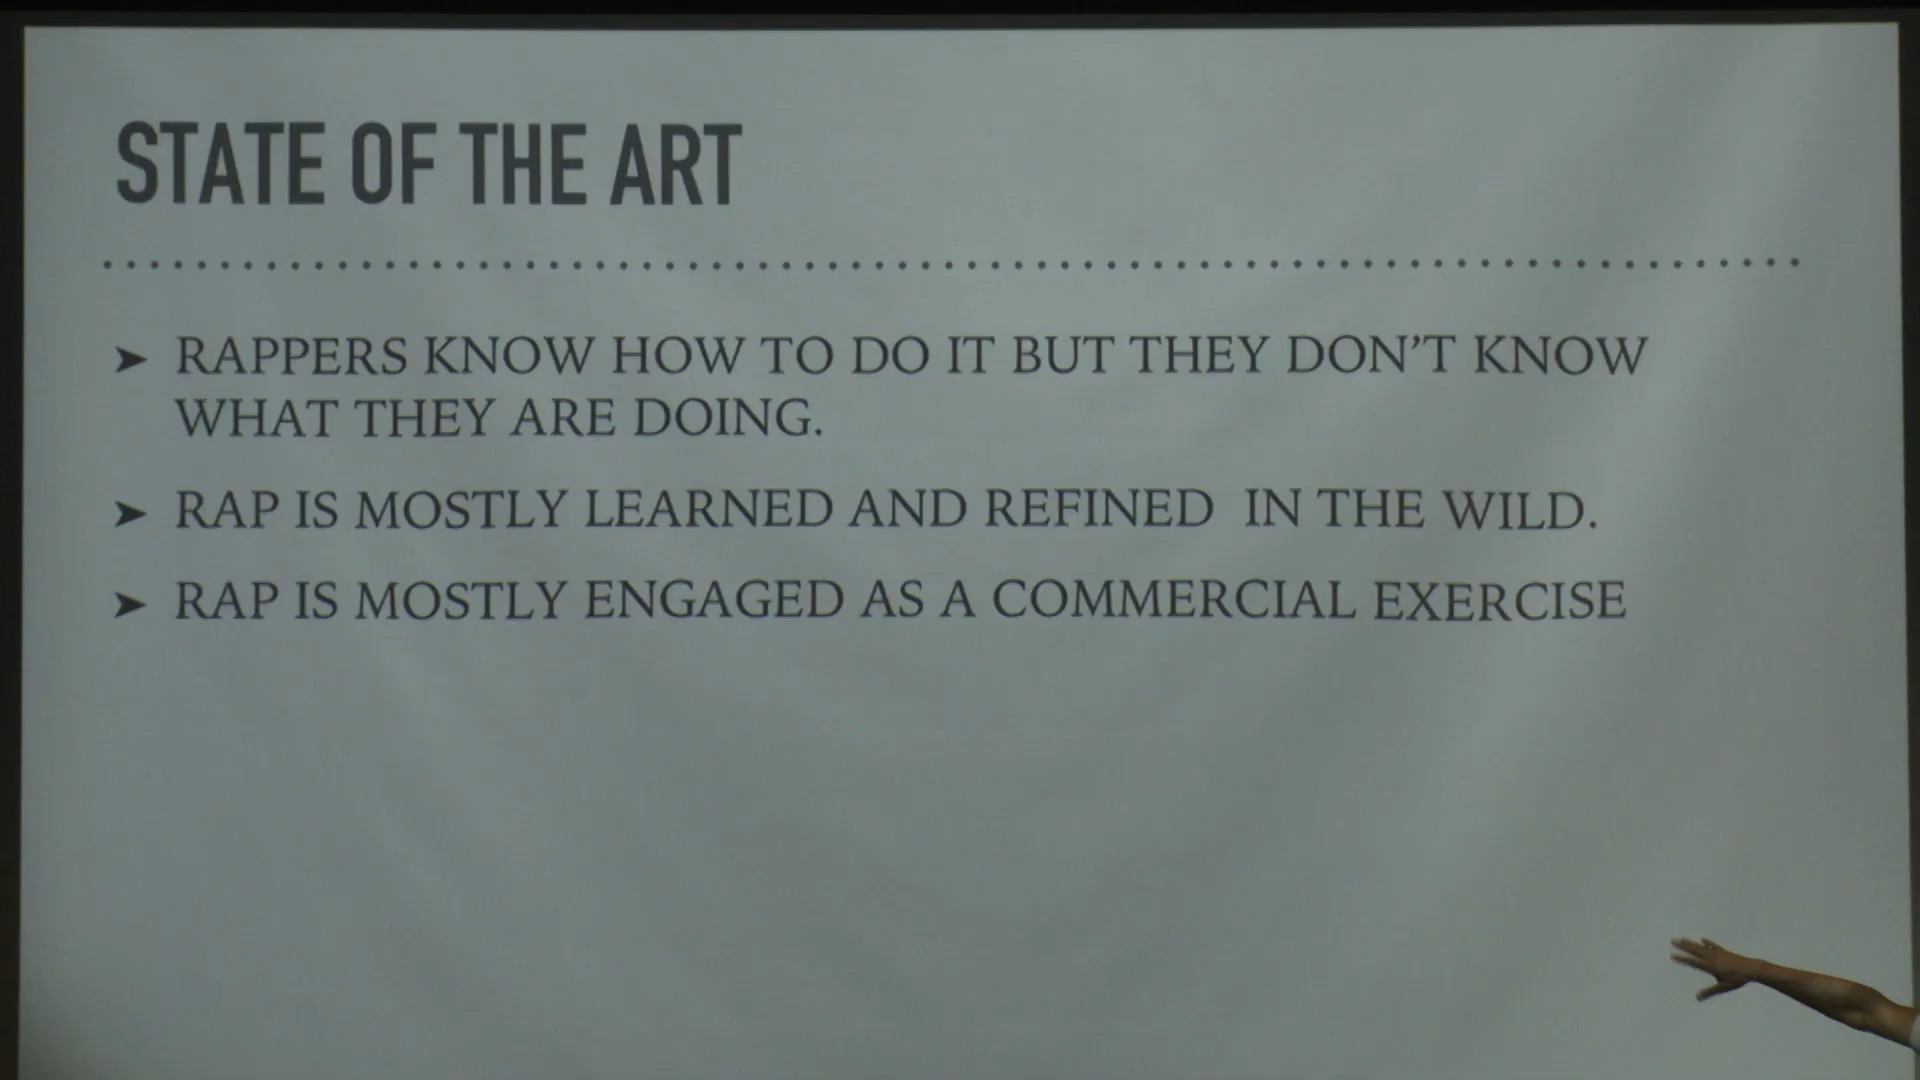 STATE OF THE ART
➤ RAPPERS KNOW HOW TO DO IT BUT THEY DON'T KNOW
WHAT THEY ARE DOING.
➤ RAP IS MOSTLY LEARNED AND REFINED IN THE WILD.
➤ RAP IS MOSTLY ENGAGED AS A COMMERCIAL EXERCISE